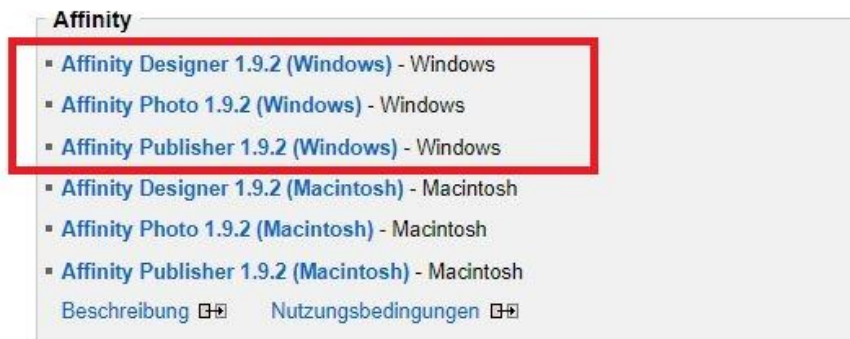 Affinity
Affinity Designer 1.9.2 (Windows) - Windows
Affinity Photo 1.9.2 (Windows) - Windows
Affinity Publisher 1.9.2 (Windows) - Windows
Affinity Designer 1.9.2 (Macintosh) - Macintosh
Affinity Photo 1.9.2 (Macintosh) - Macintosh
Affinity Publisher 1.9.2 (Macintosh) - Macintosh
Beschreibung Nutzungsbedingungen